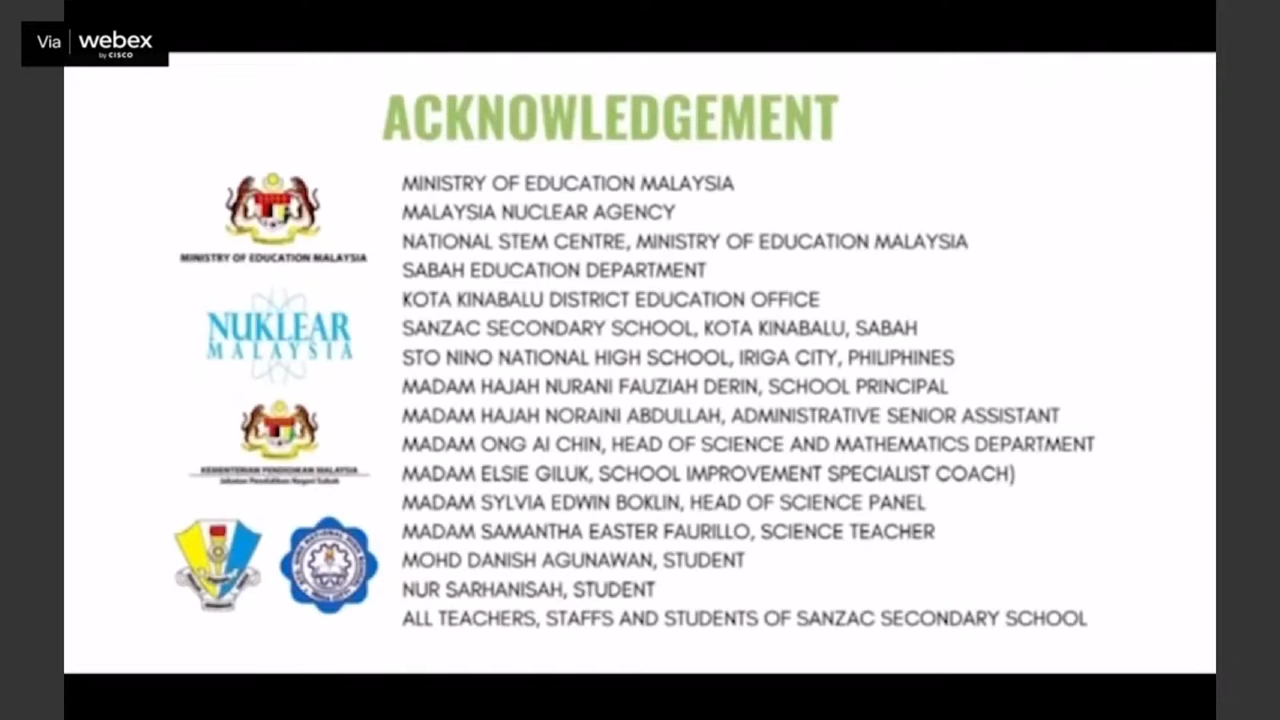 Via webex
by CISCO
ACKNOWLEDGEMENT
MINISTRY OF EDUCATION MALAYSIA
MALAYSIA NUCLEAR AGENCY
NATIONAL STEM CENTRE, MINISTRY OF EDUCATION MALAYSIA
SABAH EDUCATION DEPARTMENT
KOTA KINABALU DISTRICT EDUCATION OFFICE
SANZAC SECONDARY SCHOOL, KOTA KINABALU, SABAH
STO NINO NATIONAL HIGH SCHOOL, IRIGA CITY, PHILIPHINES
MADAM HAJAH NURANI FAUZIAH DERIN, SCHOOL PRINCIPAL
MADAM HAJAH NORAINI ABDULLAH, ADMINISTRATIVE SENIOR ASSISTANT
MADAM ONG AI CHIN, HEAD OF SCIENCE AND MATHEMATICS DEPARTMENT
MADAM ELSIE GILUK, SCHOOL IMPROVEMENT SPECIALIST COACH)
MADAM SYLVIA EDWIN BOKLIN, HEAD OF SCIENCE PANEL
MADAM SAMANTHA EASTER FAURILLO, SCIENCE TEACHER
MOHD DANISH AGUNAWAN, STUDENT
NUR SARHANISAH, STUDENT
ALL TEACHERS, STAFFS AND STUDENTS OF SANZAC SECONDARY SCHOOL
MINISTRY OF EDUCATION MALAYSIA
NUKLEAR
MALAYSIA
KEMENTERIAN PENDIDIKAN MALAYSIA
Jabatan Pendidikan Negeri Sabah